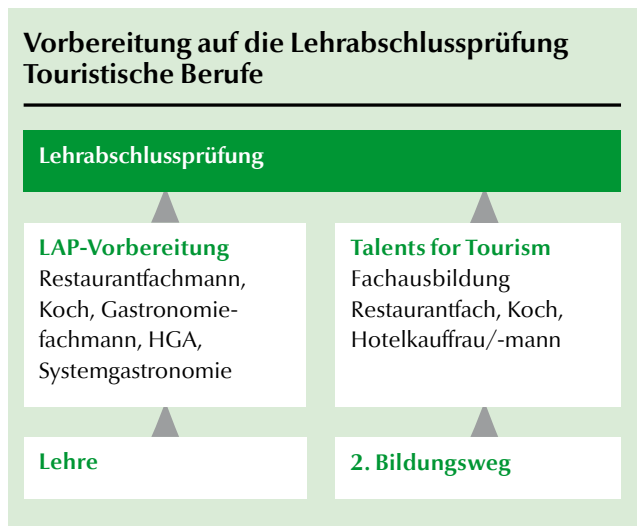 Vorbereitung auf die Lehrabschlussprüfung
Touristische Berufe
Lehrabschlussprüfung
LAP-Vorbereitung
Restaurantfachmann,
Koch, Gastronomie-
fachmann, HGA,
Systemgastronomie
Talents for Tourism
Fachausbildung
Restaurantfach, Koch,
Hotelkauffrau/-mann
Lehre
2. Bildungsweg